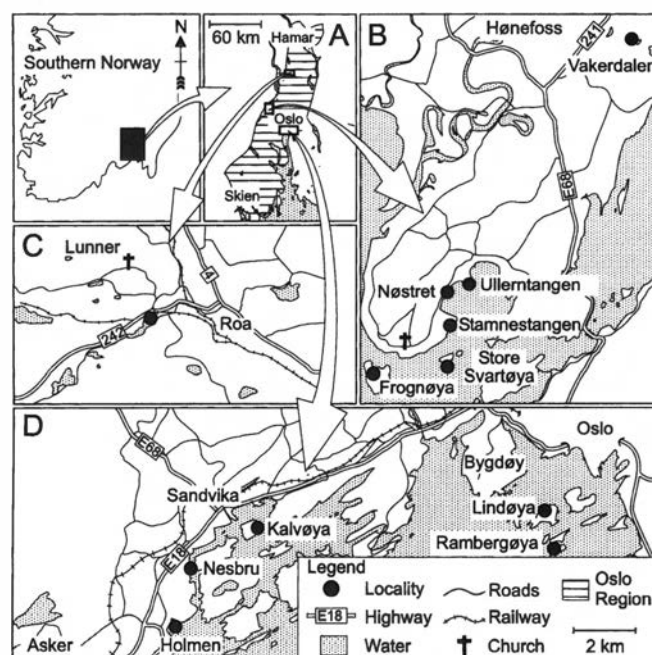 Southern Norway
N
60 km
A
Hamar
Oslo
Skien
B
Hønefoss
241
Vakerdalen
E68
Nøstret
Ullerntangen
Stamnestangen
Store
Svartøya
Frognøya
C
Lunner
4
242
Roa
D
E68
Oslo
Bygdøy
Sandvika
Lindøya
Kalvøya
Rambergøya
E18
Nesbru
Asker
Holmen
Legend
Locality
Roads
Oslo
Region
E18
Highway
Railway
Water
Church
2 km